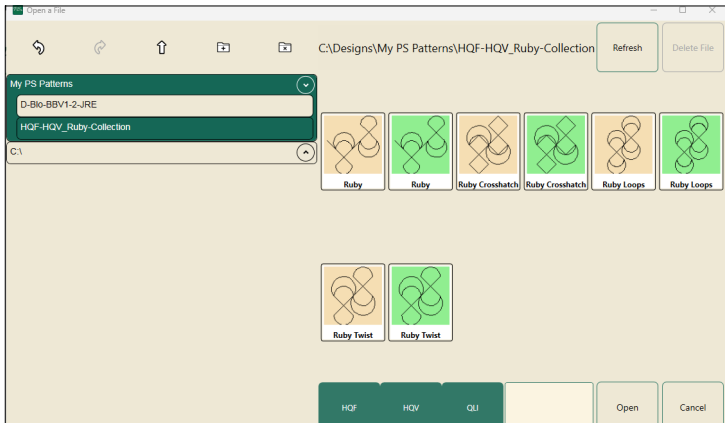 Open a File
C:\Designs\My PS Patterns\HQF-HQV_Ruby-Collection
Refresh
Delete File
My PS Patterns
D-Blo-BBV1-2-JRE
HQF-HQV_Ruby-Collection
C:\
Ruby
Ruby
Ruby Crosshatch
Ruby Crosshatch
Ruby Loops
Ruby Loops
Ruby Twist
Ruby Twist
HQF
HQV
QLI
Open
Cancel